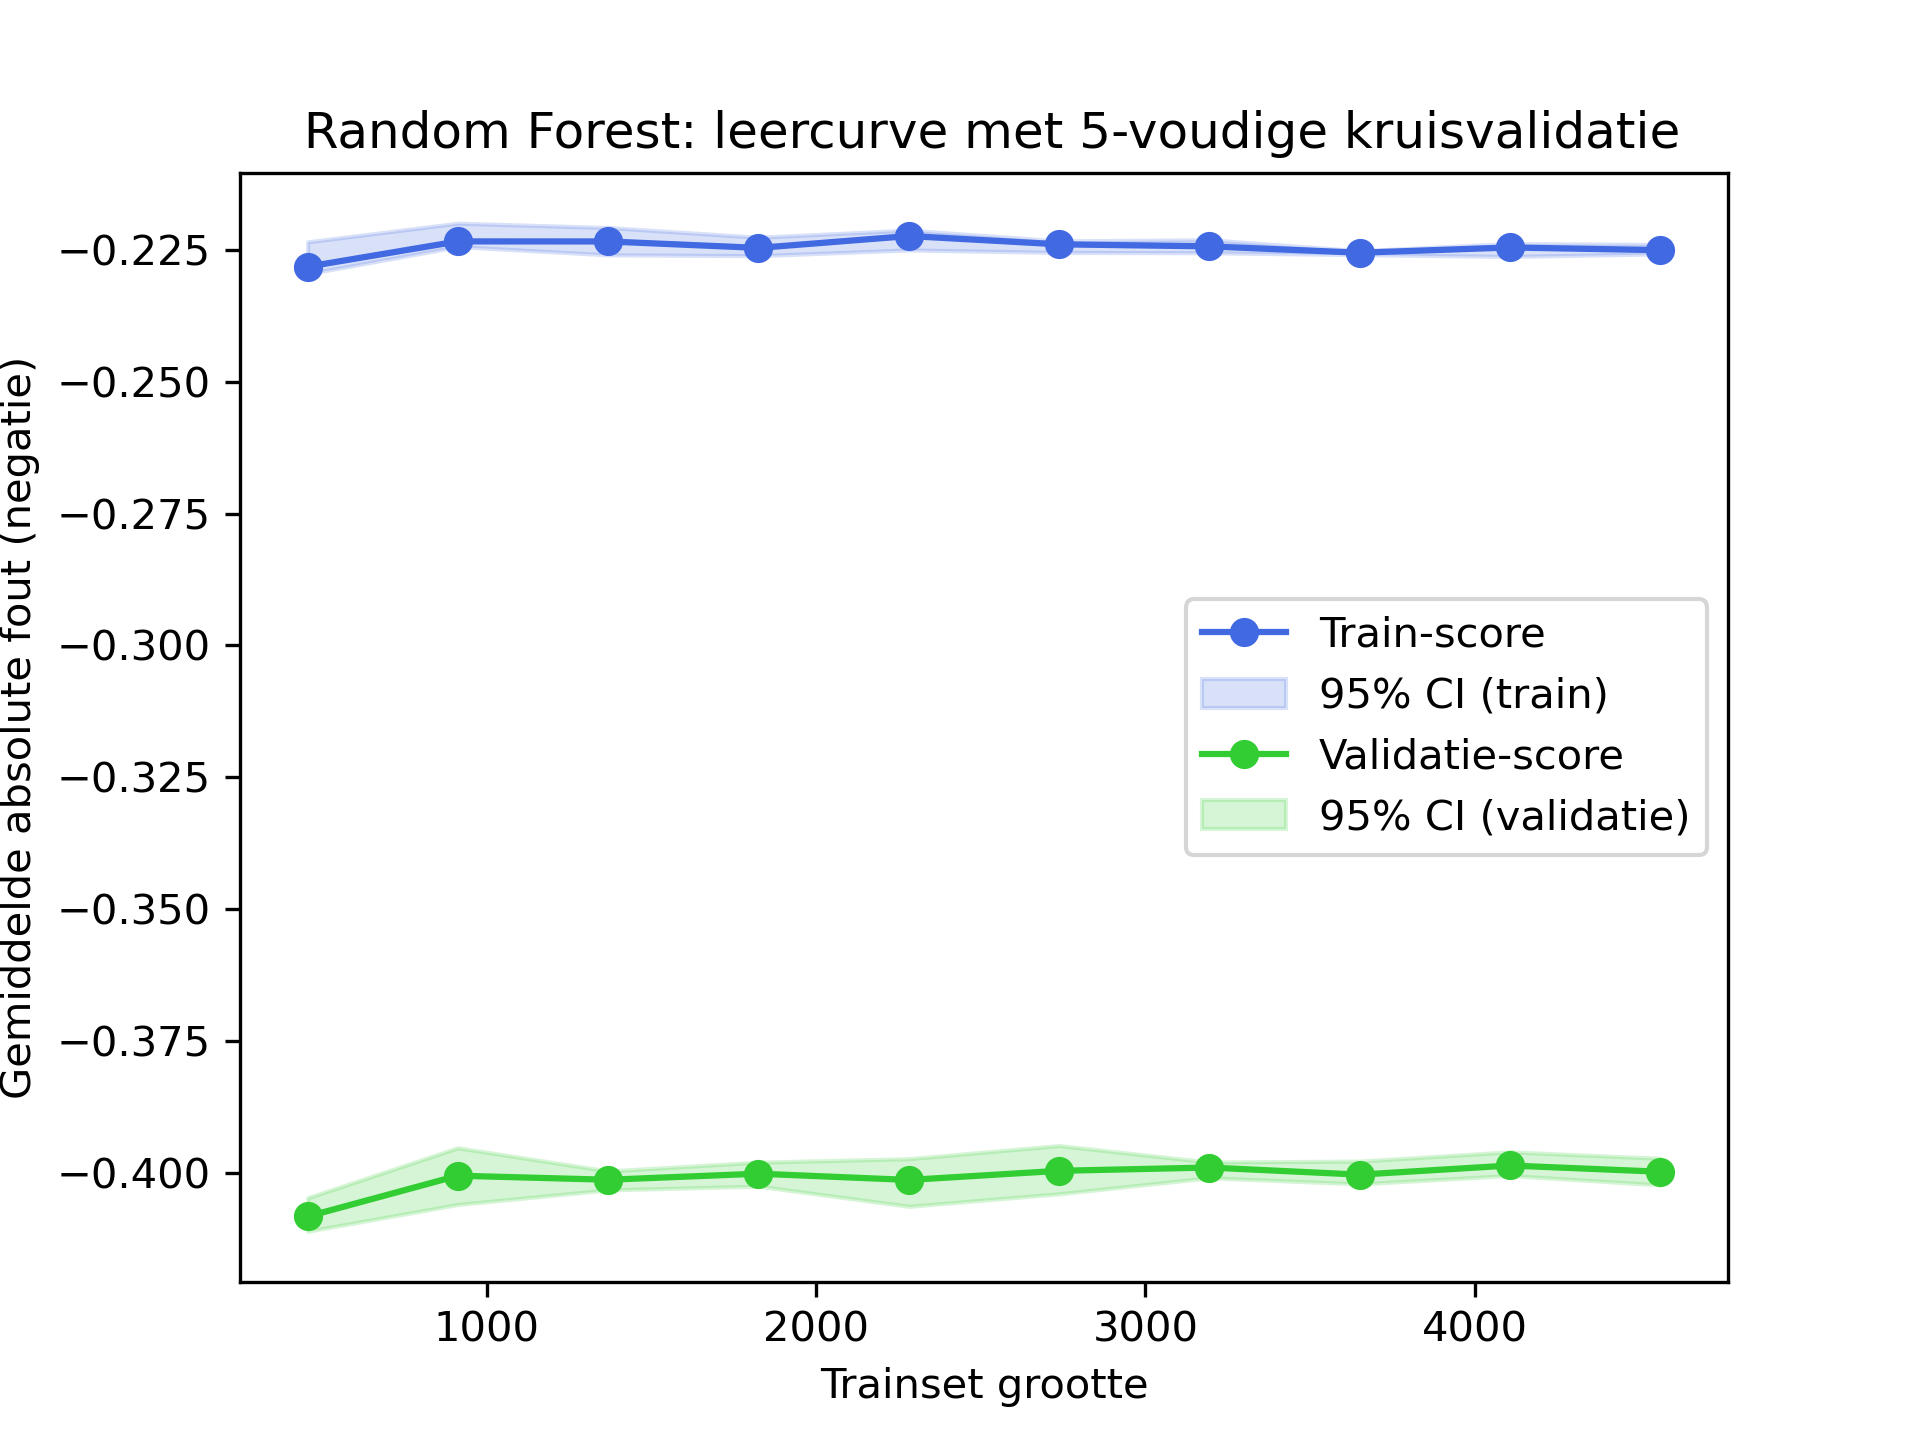 Random Forest: leercurve met 5-voudige kruisvalidatie
Gemiddelde absolute fout (negatie)
−0.225
−0.250
−0.275
−0.300
−0.325
−0.350
−0.375
−0.400
Train-score
95% CI (train)
Validatie-score
95% CI (validatie)
1000
2000
3000
4000
Trainset grootte